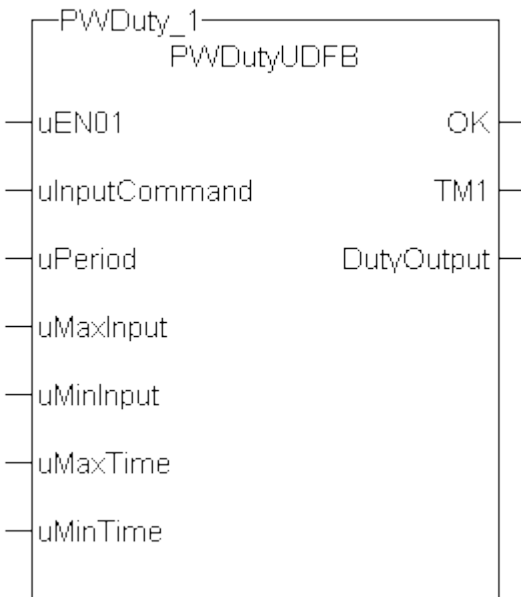 PWDuty_1
PWDutyUDFB
uEN01 OK
uInputCommand TM1
uPeriod DutyOutput
uMaxInput
uMinInput
uMaxTime
uMinTime